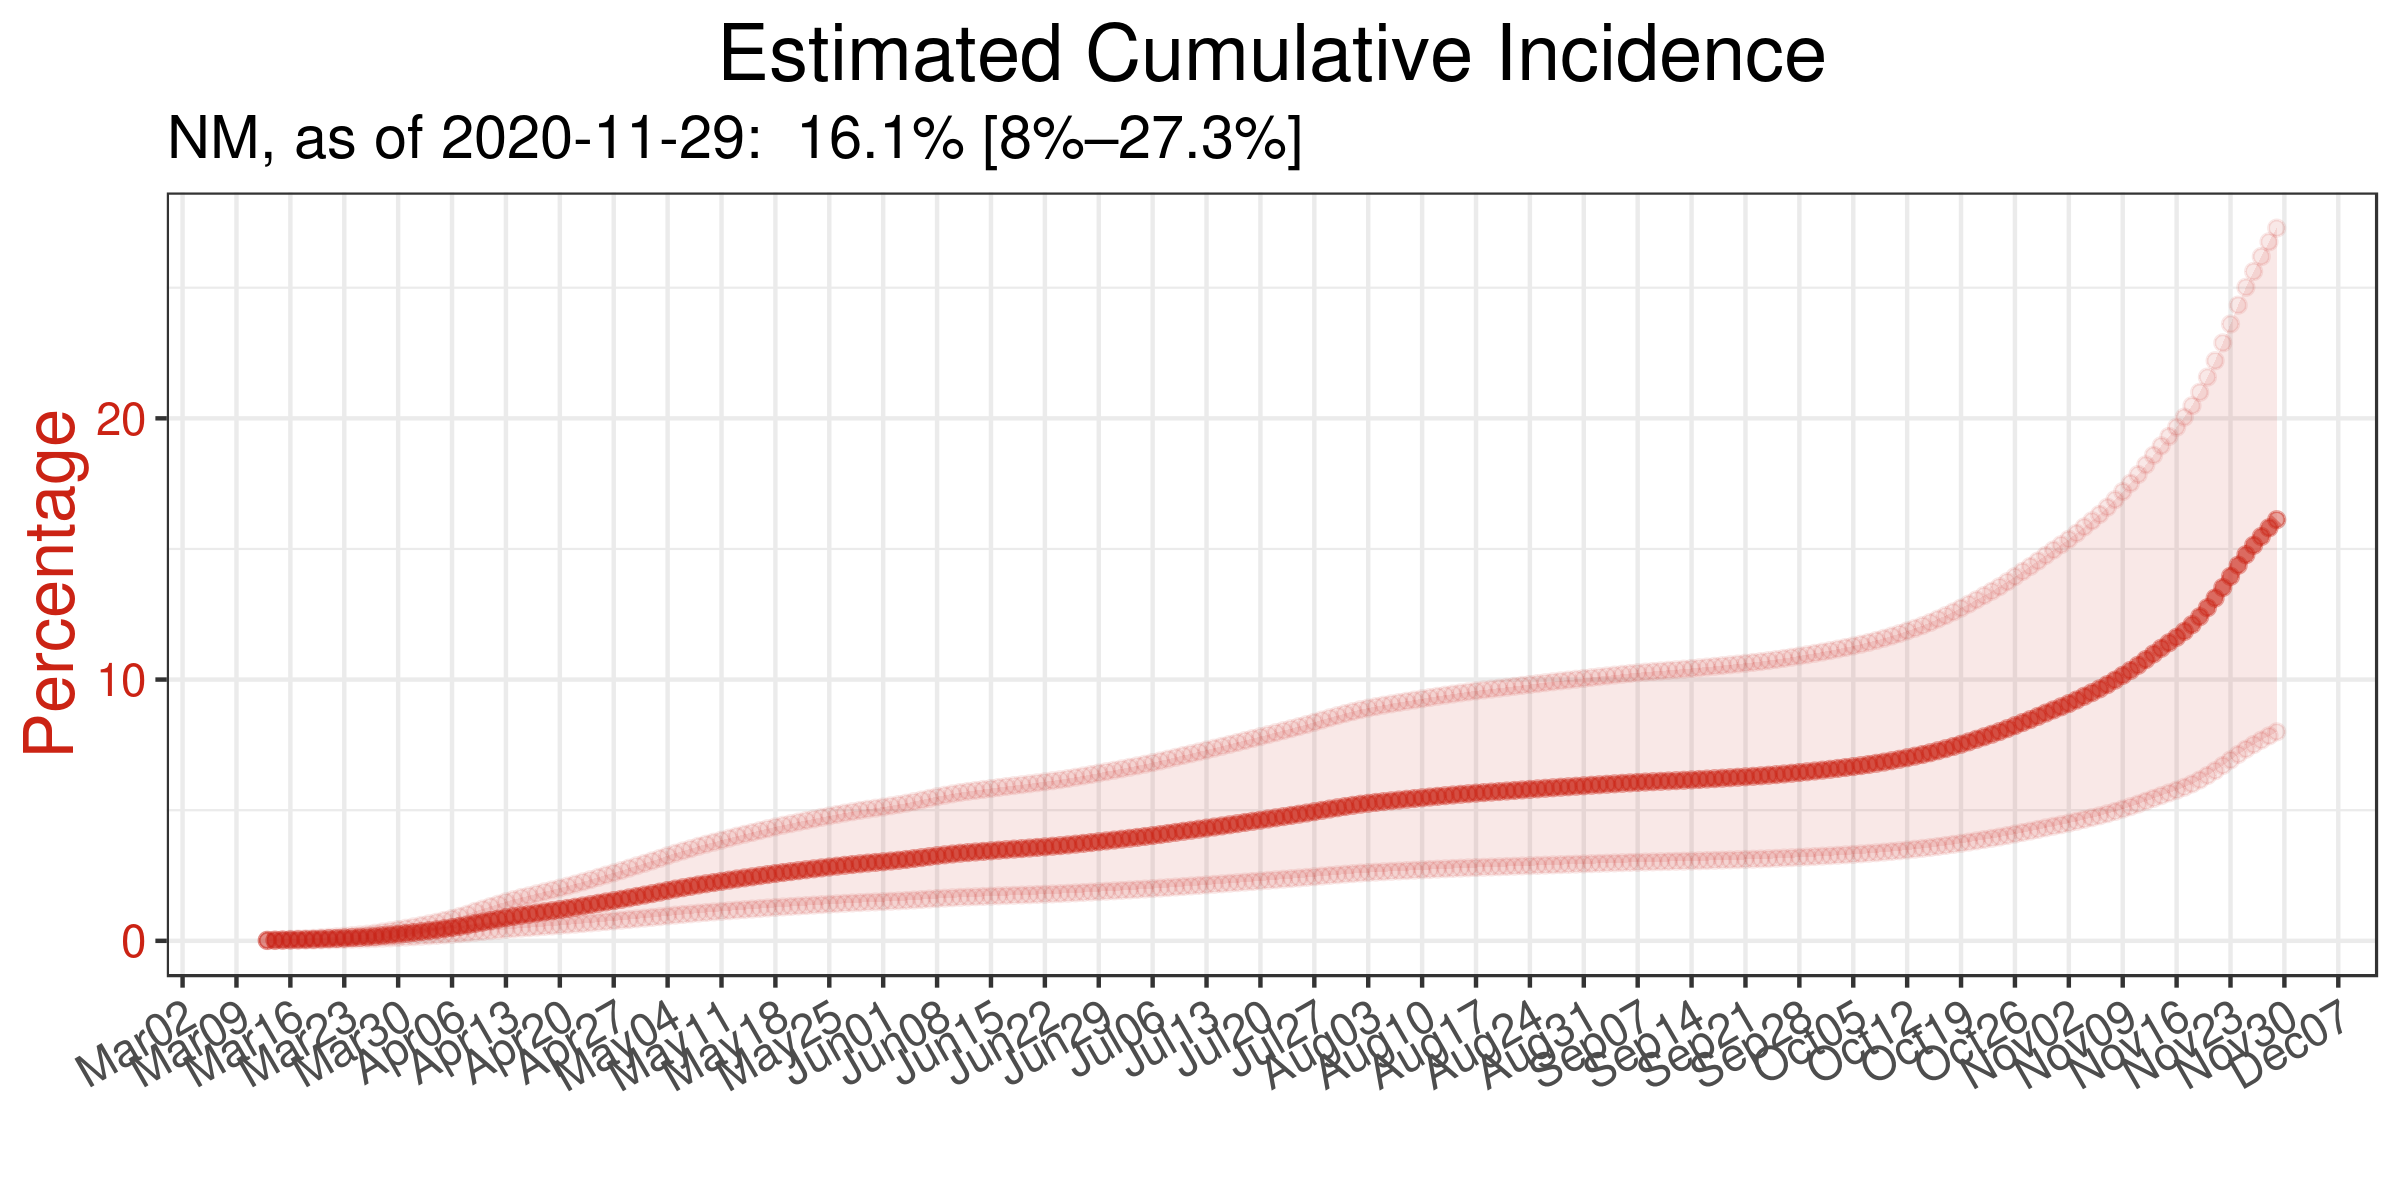 Estimated Cumulative Incidence
NM, as of 2020-11-29:  16.1% [8%–27.3%]
Percentage
20
10
0
Mar02
Mar09
Mar16
Mar23
Mar30
Apr06
Apr13
Apr20
Apr27
May04
May11
May18
May25
Jun01
Jun08
Jun15
Jun22
Jun29
Jul06
Jul13
Jul20
Jul27
Aug03
Aug10
Aug17
Aug24
Aug31
Sep07
Sep14
Sep21
Sep28
Oct05
Oct12
Oct19
Oct26
Nov02
Nov09
Nov16
Nov23
Nov30
Dec07